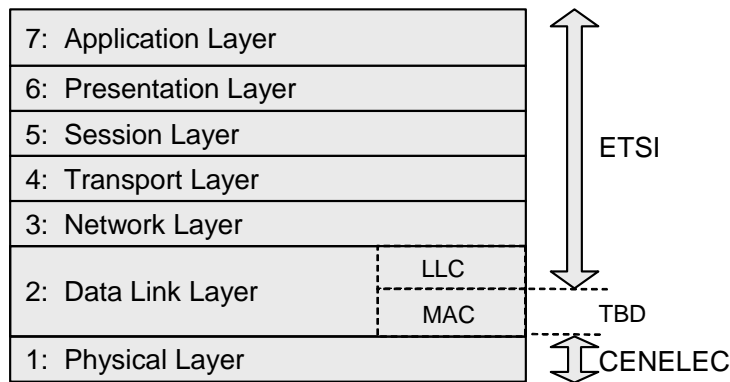 7: Application Layer
6: Presentation Layer
5: Session Layer
ETSI
4: Transport Layer
3: Network Layer
LLC
2: Data Link Layer
MAC
TBD
1: Physical Layer
CENELEC